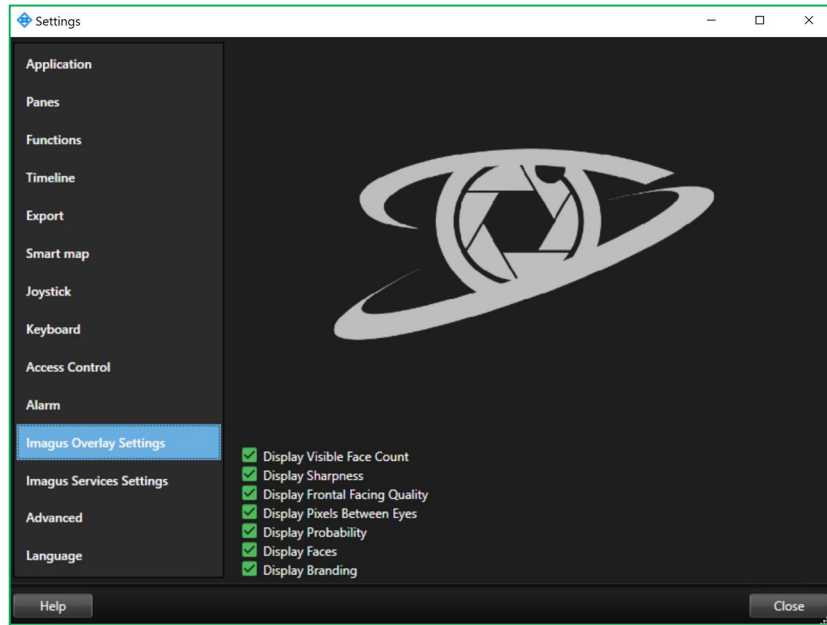 Settings
Application
Panes
Functions
Timeline
Export
Smart map
Joystick
Keyboard
Access Control
Alarm
Imagus Overlay Settings
Imagus Services Settings
Advanced
Language
Display Visible Face Count
Display Sharpness
Display Frontal Facing Quality
Display Pixels Between Eyes
Display Probability
Display Faces
Display Branding
Help
Close